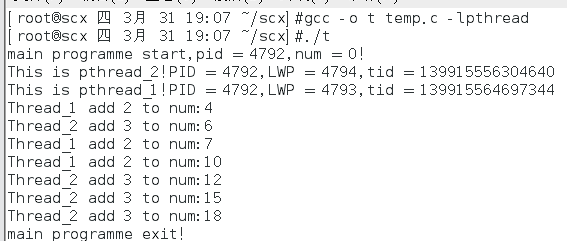 [root@scx 四 3月 31 19:07 ~/scx]#gcc -o t temp.c -lpthread
[root@scx 四 3月 31 19:07 ~/scx]#./t
main programme start,pid = 4792,num = 0!
This is pthread_2!PID = 4792,LWP = 4794,tid = 139915556304640
This is pthread_1!PID = 4792,LWP = 4793,tid = 139915564697344
Thread_1 add 2 to num:4
Thread_2 add 3 to num:6
Thread_1 add 2 to num:7
Thread_1 add 2 to num:10
Thread_2 add 3 to num:12
Thread_2 add 3 to num:15
Thread_2 add 3 to num:18
main programme exit!